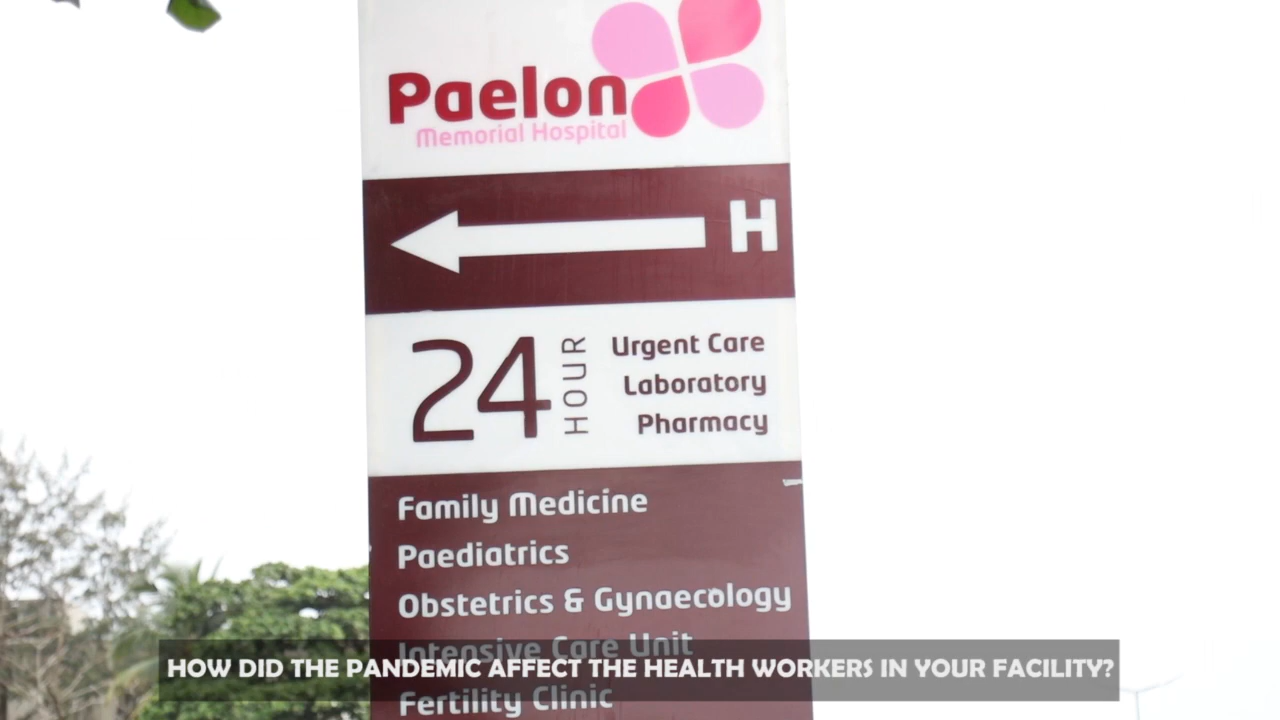 Paelon
Memorial Hospital
H
24 HOUR
Urgent Care
Laboratory
Pharmacy
Family Medicine
Paediatrics
Obstetrics & Gynaecology
Intensive Care Unit
HOW DID THE PANDEMIC AFFECT THE HEALTH WORKERS IN YOUR FACILITY?
Fertility Clinic